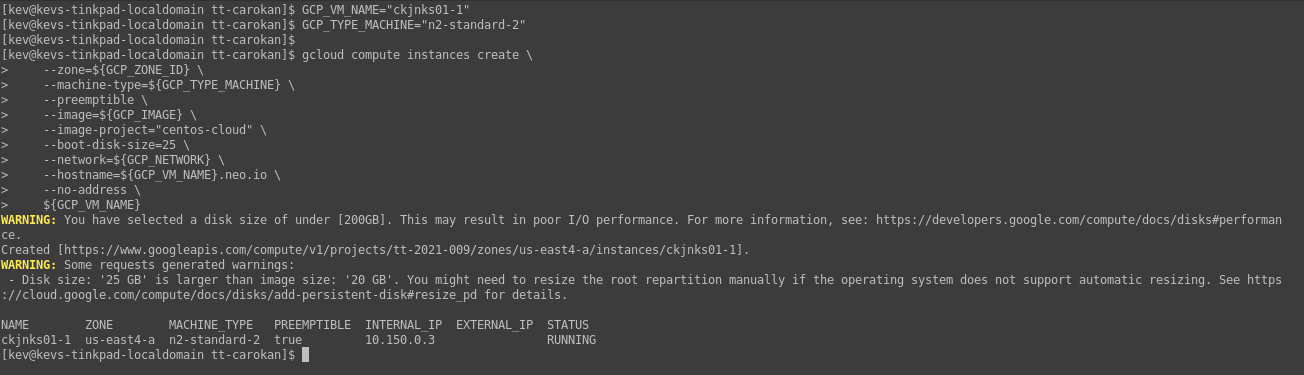 [kev@kevs-tinkpad-localdomain tt-carokan]$ GCP_VM_NAME="ckjnks01-1"
[kev@kevs-tinkpad-localdomain tt-carokan]$ GCP_TYPE_MACHINE="n2-standard-2"
[kev@kevs-tinkpad-localdomain tt-carokan]$
[kev@kevs-tinkpad-localdomain tt-carokan]$ gcloud compute instances create \
>     --zone=${GCP_ZONE_ID} \
>     --machine-type=${GCP_TYPE_MACHINE} \
>     --preemptible \
>     --image=${GCP_IMAGE} \
>     --image-project="centos-cloud" \
>     --boot-disk-size=25 \
>     --network=${GCP_NETWORK} \
>     --hostname=${GCP_VM_NAME}.neo.io \
>     --no-address \
>     ${GCP_VM_NAME}
WARNING: You have selected a disk size of under [200GB]. This may result in poor I/O performance. For more information, see: https://developers.google.com/compute/docs/disks#performan
ce.
Created [https://www.googleapis.com/compute/v1/projects/tt-2021-009/zones/us-east4-a/instances/ckjnks01-1].
WARNING: Some requests generated warnings:
 - Disk size: '25 GB' is larger than image size: '20 GB'. You might need to resize the root repartition manually if the operating system does not support automatic resizing. See https
://cloud.google.com/compute/docs/disks/add-persistent-disk#resize_pd for details.

NAME        ZONE        MACHINE_TYPE   PREEMPTIBLE  INTERNAL_IP  EXTERNAL_IP  STATUS
ckjnks01-1  us-east4-a  n2-standard-2  true         10.150.0.3                RUNNING
[kev@kevs-tinkpad-localdomain tt-carokan]$